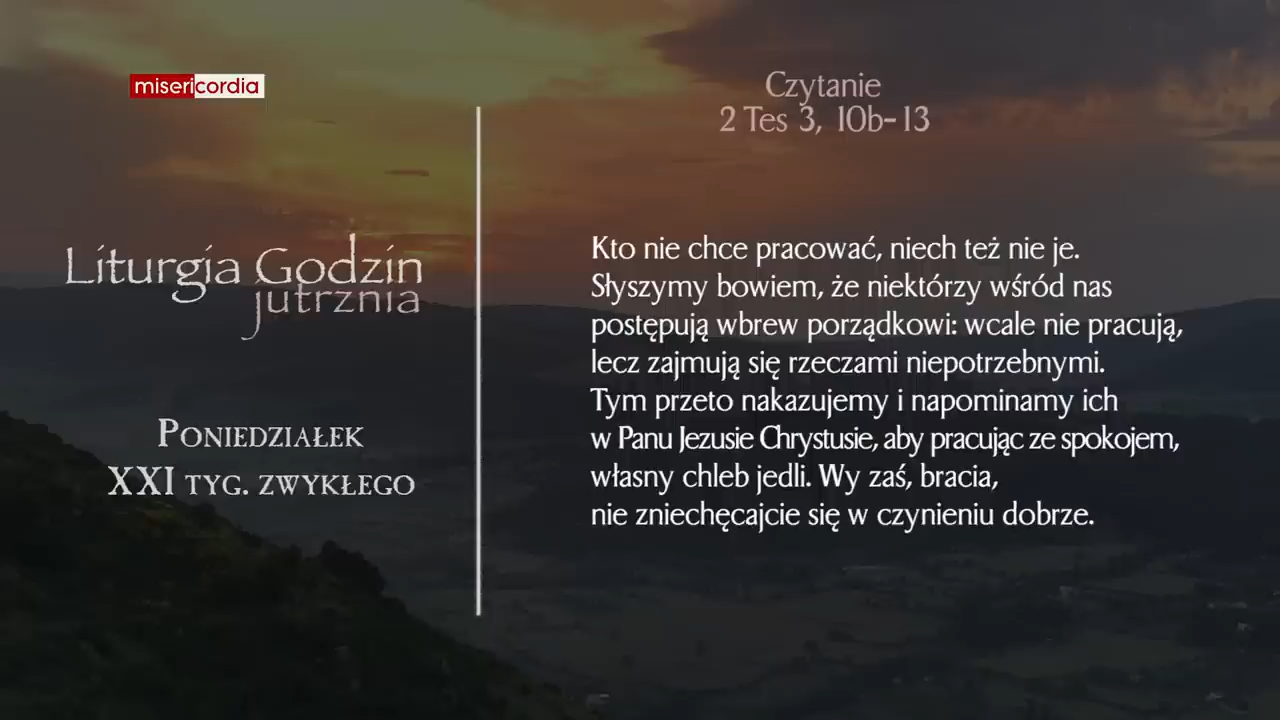 misericordia
Liturgia Godzin
jutrznia
Poniedziałek
XXI tyg. zwykłego
Czytanie
2 Tes 3, 10b-13
Kto nie chce pracować, niech też nie je.
Słyszymy bowiem, że niektórzy wśród nas
postępują wbrew porządkowi: wcale nie pracują,
lecz zajmują się rzeczami niepotrzebnymi.
Tym przeto nakazujemy i napominamy ich
w Panu Jezusie Chrystusie, aby pracując ze spokojem,
własny chleb jedli. Wy zaś, bracia,
nie zniechęcajcie się w czynieniu dobrze.